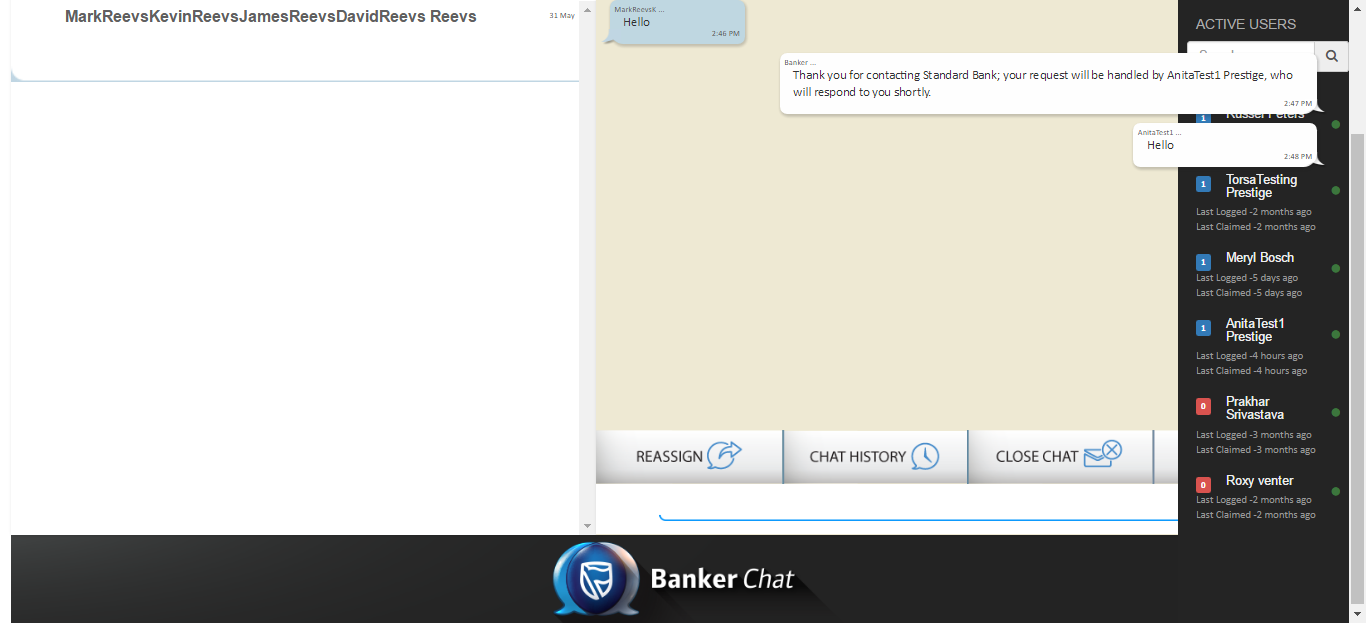 MarkReevsKevinReevsJamesReevsDavidReevs Reevs
31 May
MarkReevsK ...
Hello
2:46 PM
Banker ...
Thank you for contacting Standard Bank; your request will be handled by AnitaTest1 Prestige, who
will respond to you shortly.
2:47 PM
AnitaTest1 ...
Hello
2:48 PM
REASSIGN
CHAT HISTORY
CLOSE CHAT
ACTIVE USERS
1
Russel Peters
1
TorsaTesting
Prestige
Last Logged -2 months ago
Last Claimed -2 months ago
1
Meryl Bosch
Last Logged -5 days ago
Last Claimed -5 days ago
1
AnitaTest1
Prestige
Last Logged -4 hours ago
Last Claimed -4 hours ago
0
Prakhar
Srivastava
Last Logged -3 months ago
Last Claimed -3 months ago
0
Roxy venter
Last Logged -2 months ago
Last Claimed -2 months ago
Banker Chat